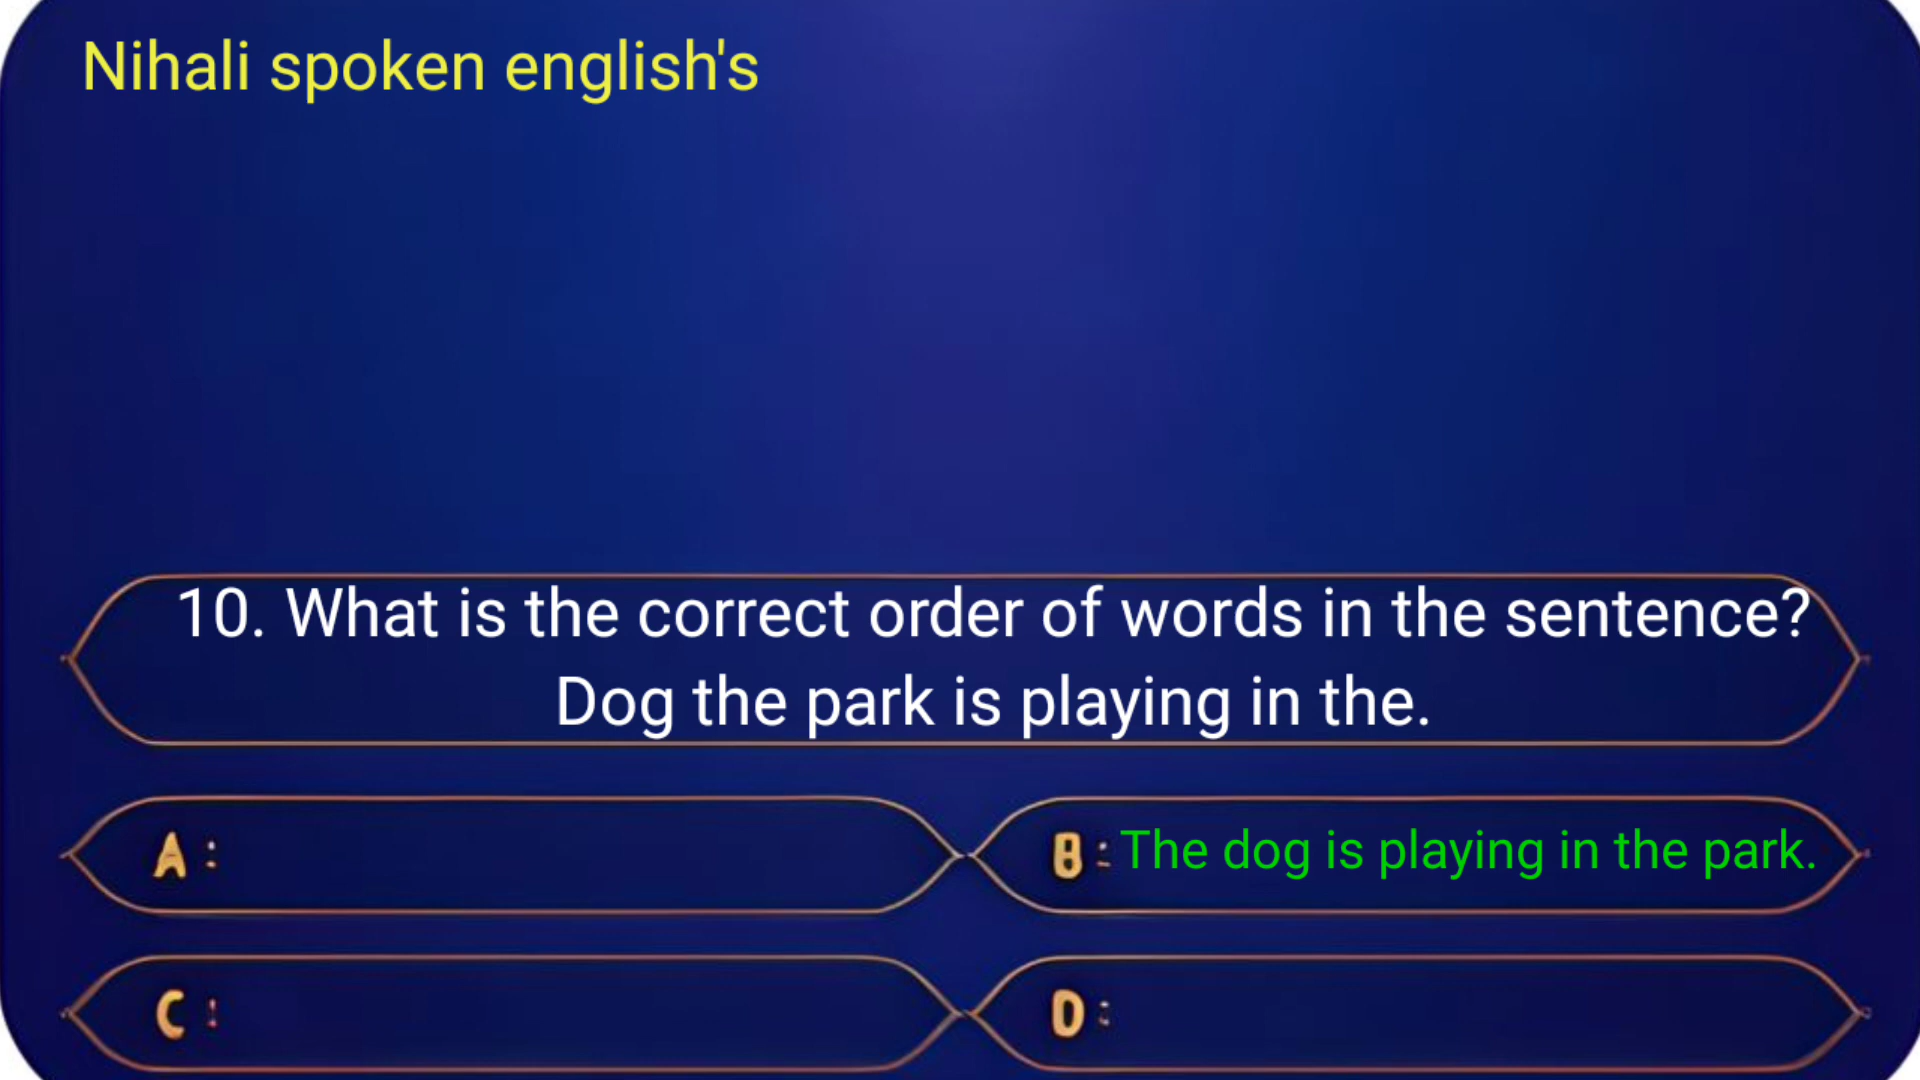 Nihali spoken english's
10. What is the correct order of words in the sentence?
Dog the park is playing in the.
A :
B : The dog is playing in the park.
C :
D :